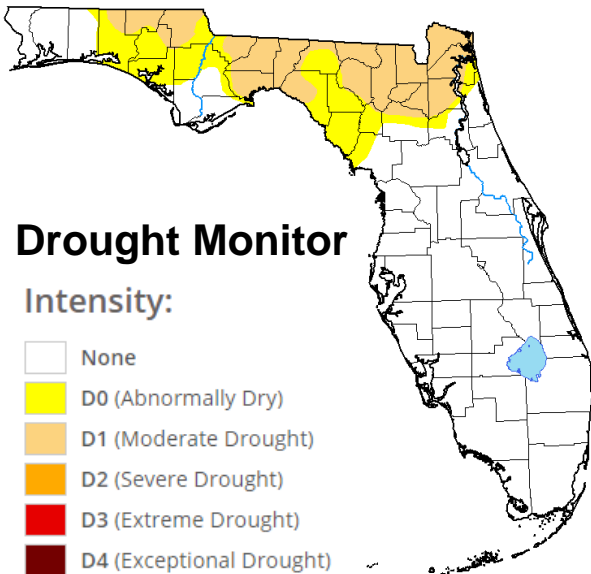 Drought Monitor
Intensity:
None
D0 (Abnormally Dry)
D1 (Moderate Drought)
D2 (Severe Drought)
D3 (Extreme Drought)
D4 (Exceptional Drought)